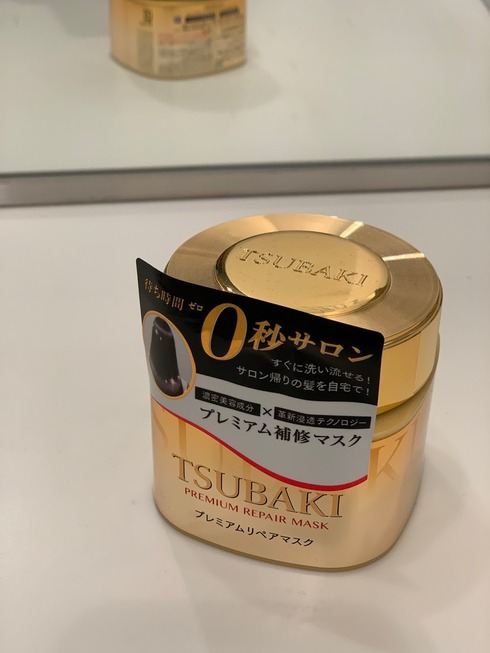 TSUBAKI
待ち時間 ゼロ
0秒サロン
すぐに洗い流せる!
サロン帰りの髪を自宅で!
濃密美容成分 × 革新浸透テクノロジー
プレミアム補修マスク
TSUBAKI
PREMIUM REPAIR MASK
プレミアムリペアマスク